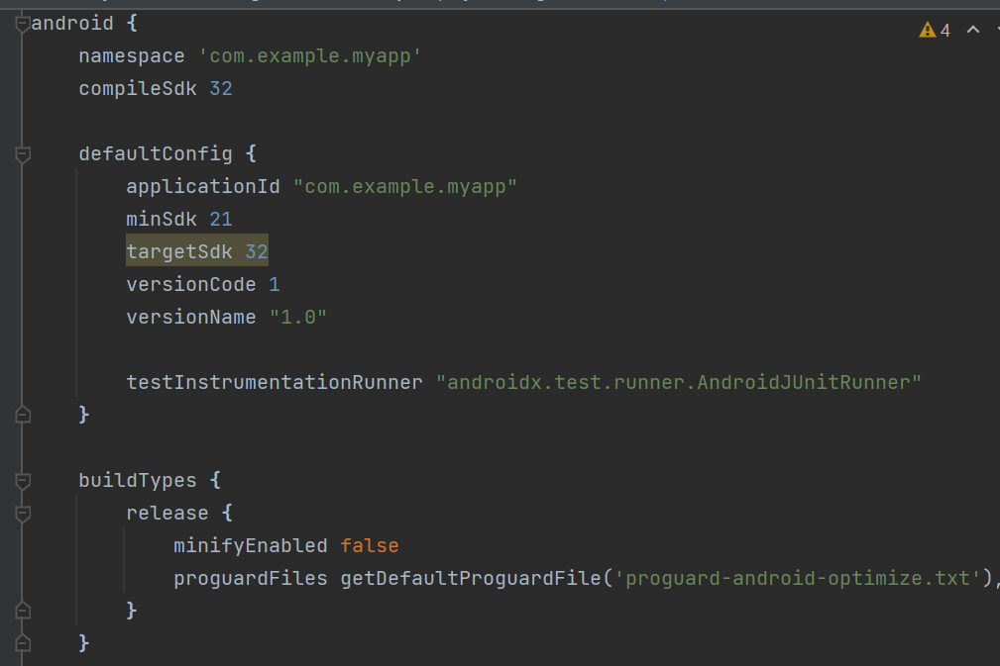 android {
    namespace 'com.example.myapp'
    compileSdk 32
    defaultConfig {
        applicationId "com.example.myapp"
        minSdk 21
        targetSdk 32
        versionCode 1
        versionName "1.0"
        testInstrumentationRunner "androidx.test.runner.AndroidJUnitRunner"
    }
    buildTypes {
        release {
            minifyEnabled false
            proguardFiles getDefaultProguardFile('proguard-android-optimize.txt'),
        }
    }
4